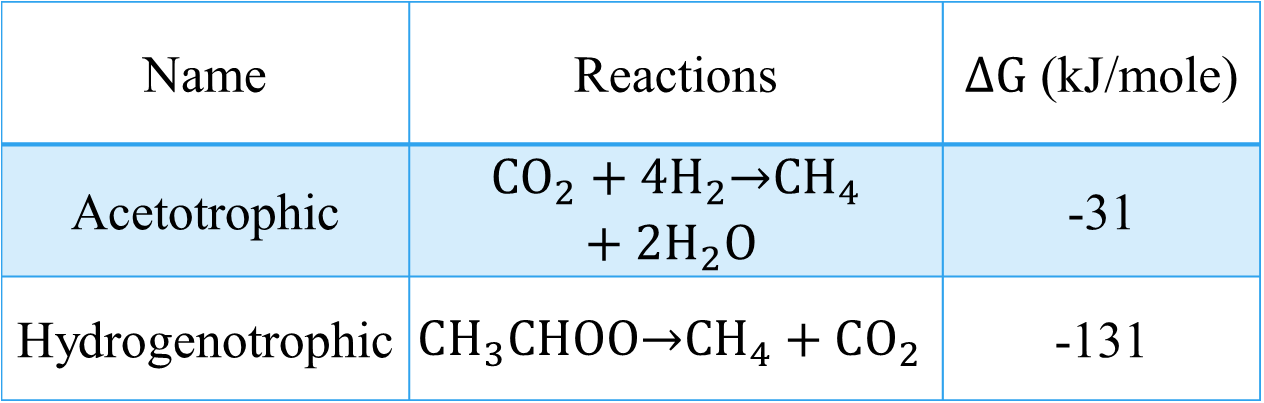 Name Reactions ΔG (kJ/mole)
CO₂ + 4H₂→CH₄
Acetotrophic -31
+ 2H₂O
Hydrogenotrophic CH₃CHOO→CH₄ + CO₂ -131